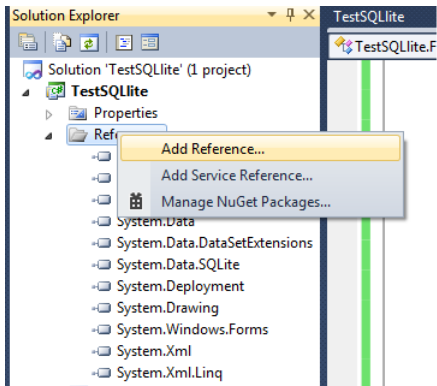 Solution Explorer
TestSQLlite
TestSQLlite.F
Solution 'TestSQLlite' (1 project)
TestSQLlite
Properties
Refe
Add Reference...
Add Service Reference...
Manage NuGet Packages...
System.Data
System.Data.DataSetExtensions
System.Data.SQLite
System.Deployment
System.Drawing
System.Windows.Forms
System.Xml
System.Xml.Linq